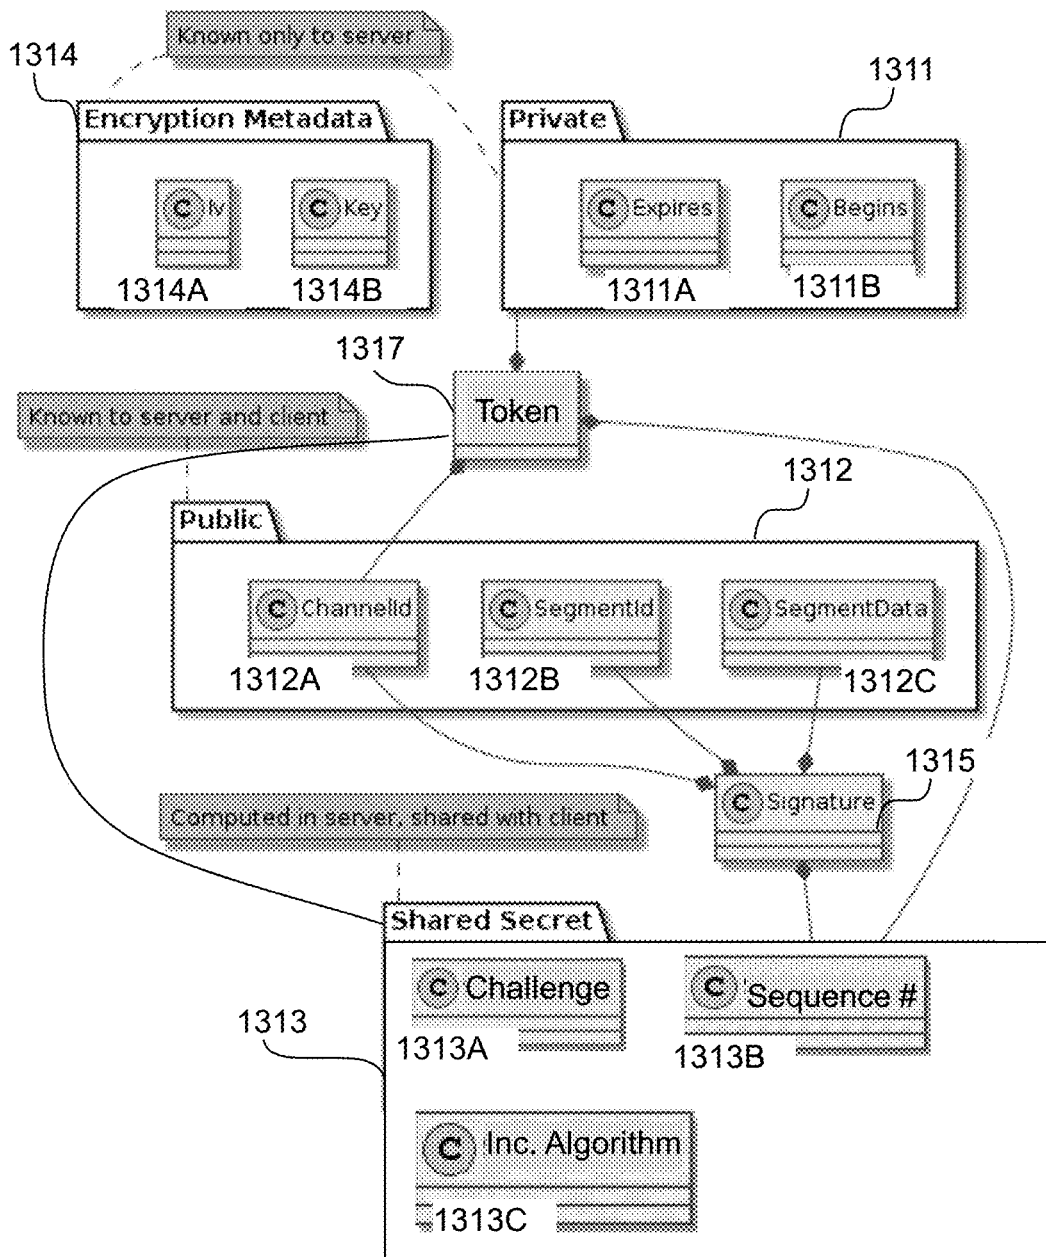 Known only to server
1314
1311
Encryption Metadata
Private
C Iv
C Key
C Expires
C Begins
1314A
1314B
1311A
1311B
1317
Token
Known to server and client
1312
Public
C ChannelId
C SegmentId
C SegmentData
1312A
1312B
1312C
1315
C Signature
Computed in server, shared with client
Shared Secret
C Challenge
C Sequence #
1313
1313A
1313B
C Inc. Algorithm
1313C